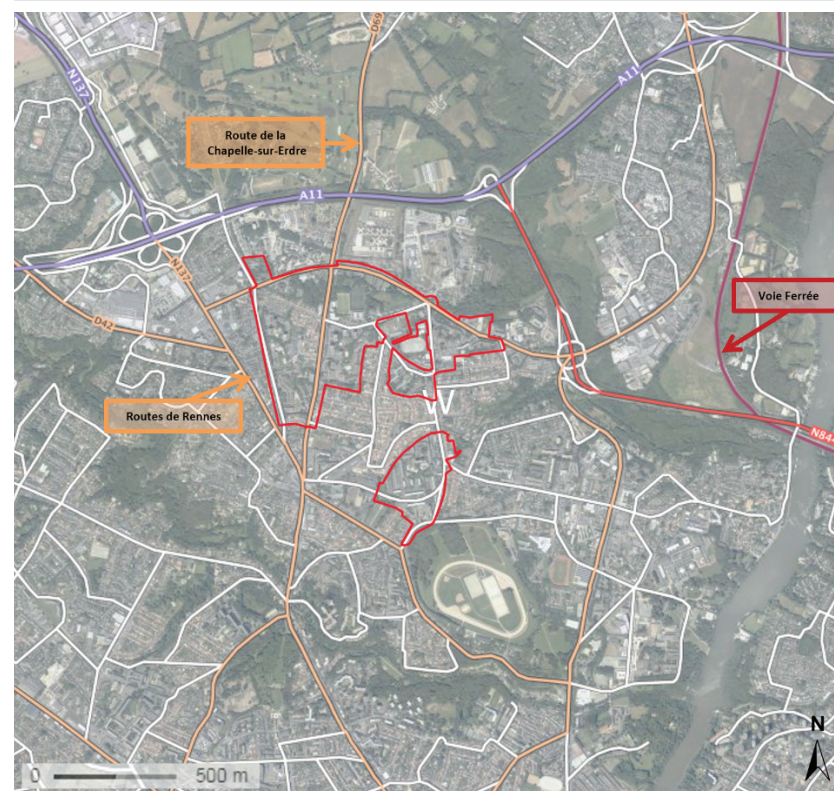 D69
N137
A11
Route de la
Chapelle-sur-Erdre
A11
N137
Voie Ferrée
D42
Routes de Rennes
N844
N
0 500 m